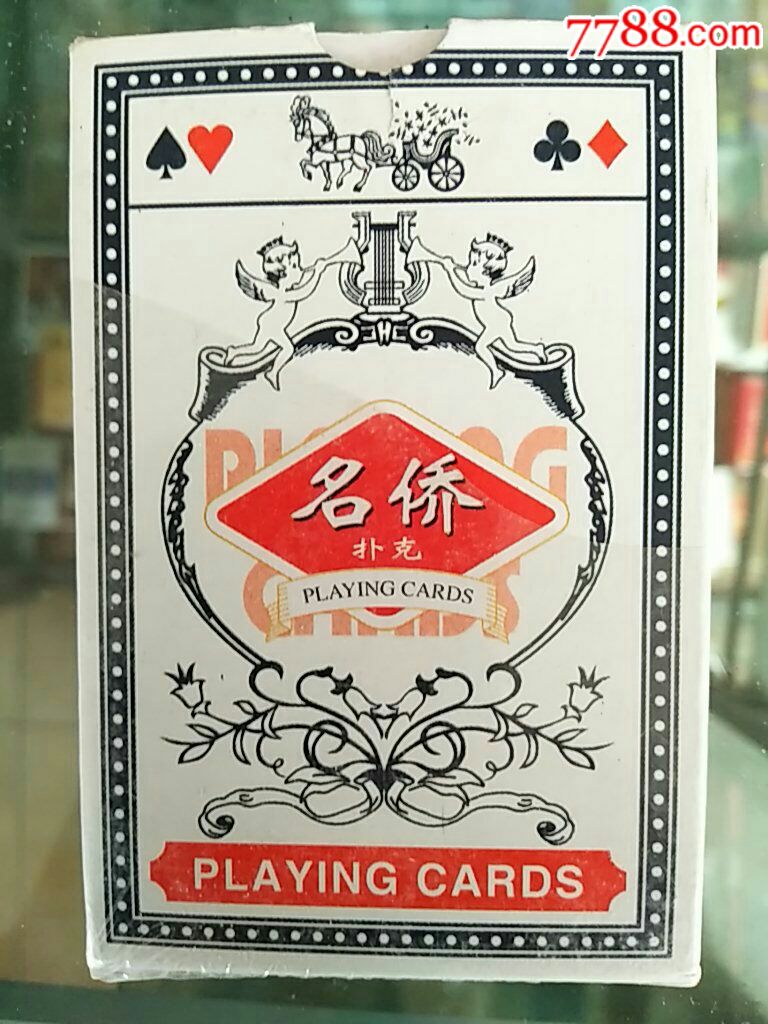 7788.com
名侨
扑克
PLAYING CARDS
PLAYING CARDS